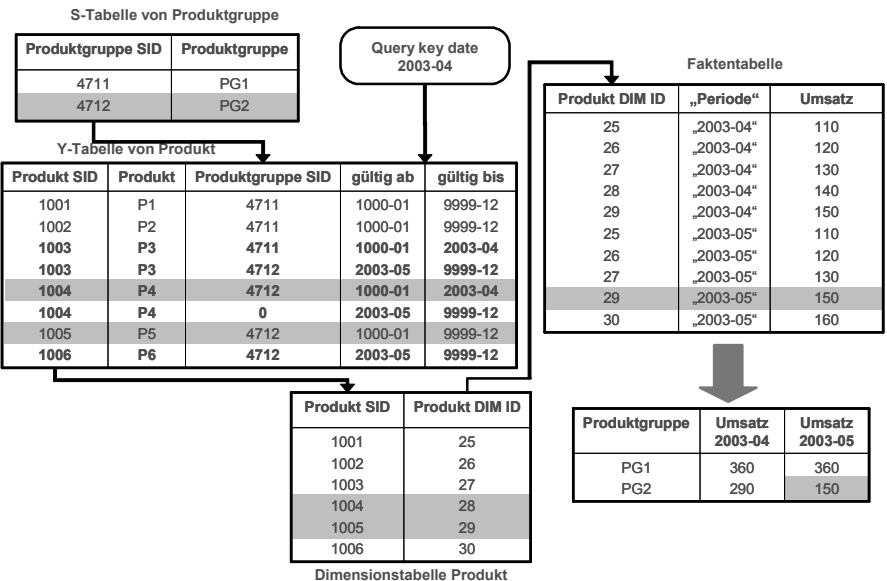 S-Tabelle von Produktgruppe
Produktgruppe SID Produktgruppe
4711 PG1
4712 PG2
Query key date
2003-04
Y-Tabelle von Produkt
Produkt SID Produkt Produktgruppe SID gültig ab gültig bis
1001 P1 4711 1000-01 9999-12
1002 P2 4711 1000-01 9999-12
1003 P3 4711 1000-01 2003-04
1003 P3 4712 2003-05 9999-12
1004 P4 4712 1000-01 2003-04
1004 P4 0 2003-05 9999-12
1005 P5 4712 1000-01 9999-12
1006 P6 4712 2003-05 9999-12
Produkt SID Produkt DIM ID
1001 25
1002 26
1003 27
1004 28
1005 29
1006 30
Dimensionstabelle Produkt
Faktentabelle
Produkt DIM ID „Periode“ Umsatz
25 „2003-04“ 110
26 „2003-04“ 120
27 „2003-04“ 130
28 „2003-04“ 140
29 „2003-04“ 150
25 „2003-05“ 110
26 „2003-05“ 120
27 „2003-05“ 130
29 „2003-05“ 150
30 „2003-05“ 160
Produktgruppe Umsatz 2003-04 Umsatz 2003-05
PG1 360 360
PG2 290 150